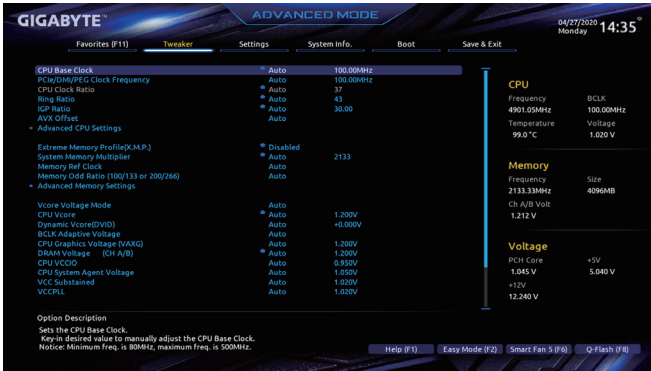 GIGABYTE™
ADVANCED MODE
04/27/2020
Monday
14:35
Favorites (F11) Tweaker Settings System Info. Boot Save & Exit
CPU Base Clock Auto 100.00MHz
PCIe/DMI/PEG Clock Frequency Auto 100.00MHz
CPU Clock Ratio Auto 37
Ring Ratio Auto 43
IGP Ratio Auto 30.00
AVX Offset Auto
Advanced CPU Settings
Extreme Memory Profile(X.M.P.) Disabled
System Memory Multiplier Auto 2133
Memory Ref Clock Auto
Memory Odd Ratio (100/133 or 200/266) Auto
Advanced Memory Settings
Vcore Voltage Mode Auto
CPU Vcore Auto 1.200V
Dynamic Vcore(DVID) Auto +0.000V
BCLK Adaptive Voltage Auto
CPU Graphics Voltage (VAXG) Auto 1.200V
DRAM Voltage (CH A/B) Auto 1.200V
CPU VCCIO Auto 0.950V
CPU System Agent Voltage Auto 1.050V
VCC Substained Auto 1.020V
VCCPLL Auto 1.020V
CPU
Frequency BCLK
4901.05MHz 100.00MHz
Temperature Voltage
99.0 °C 1.020 V
Memory
Frequency Size
2133.33MHz 4096MB
Ch A/B Volt
1.212 V
Voltage
PCH Core +5V
1.045 V 5.040 V
+12V
12.240 V
Option Description
Sets the CPU Base Clock.
Key-in desired value to manually adjust the CPU Base Clock.
Notice: Minimum freq. is 80MHz, maximum freq. is 500MHz.
Help (F1) Easy Mode (F2) Smart Fan 5 (F6) Q-Flash (F8)